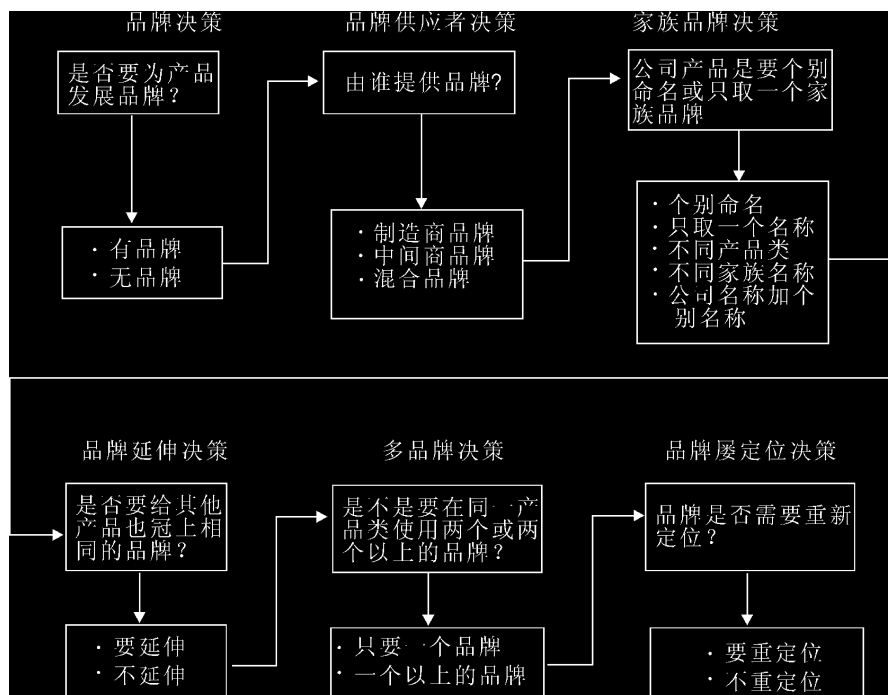 品牌决策
是否要为产品
发展品牌？
· 有品牌
· 无品牌
品牌供应者决策
由谁提供品牌?
· 制造商品牌
· 中间商品牌
· 混合品牌
家族品牌决策
公司产品是要个别
命名或只取一个家
族品牌
· 个别命名
· 只取一个名称
· 不同产品类
· 不同家族名称
· 公司名称加个
别名称
品牌延伸决策
是否要给其他
产品也冠上相
同的品牌？
· 要延伸
· 不延伸
多品牌决策
是不是要在同一产
品类使用两个或两
个以上的品牌？
· 只要一个品牌
· 一个以上的品牌
品牌屡定位决策
品牌是否需要重新
定位？
· 要重定位
· 不重定位